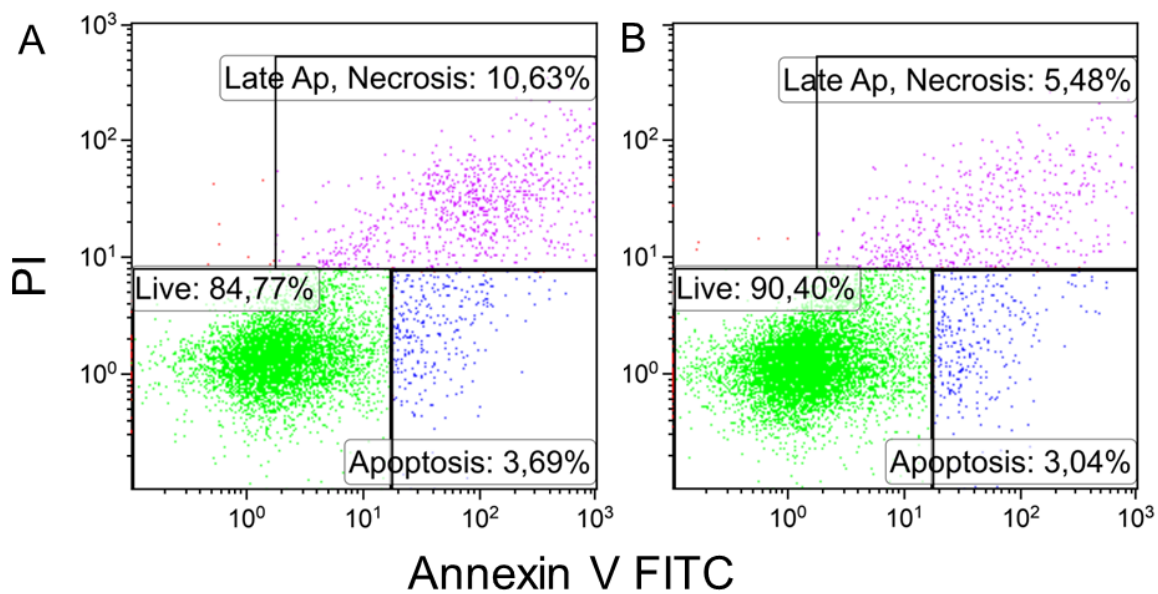 A
B
10³
Late Ap, Necrosis: 10,63%
Late Ap, Necrosis: 5,48%
10²
10²
10¹
10¹
PI
Live: 84,77%
Live: 90,40%
10⁰
10⁰
Apoptosis: 3,69%
Apoptosis: 3,04%
10⁰ 10¹ 10² 10³
10⁰ 10¹ 10² 10³
Annexin V FITC